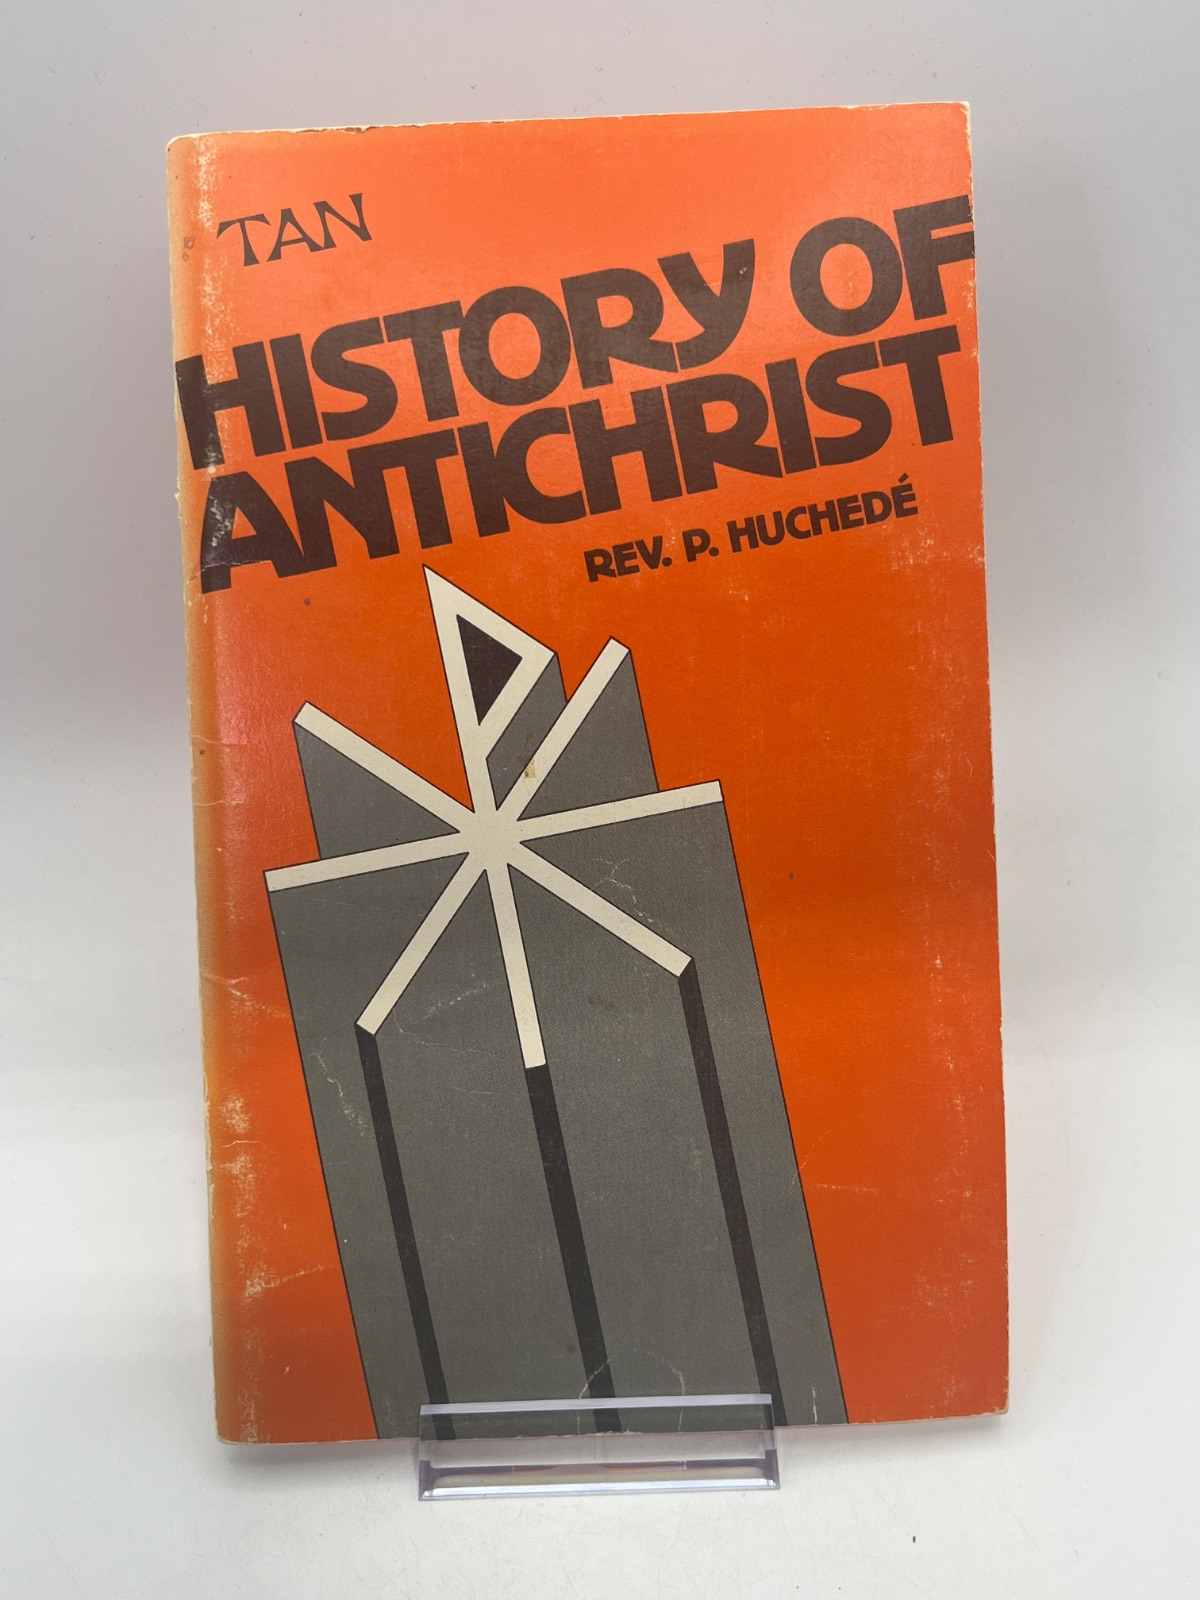 TAN
HISTORY OF
ANTICHRIST
REV. P. HUCHEDÉ